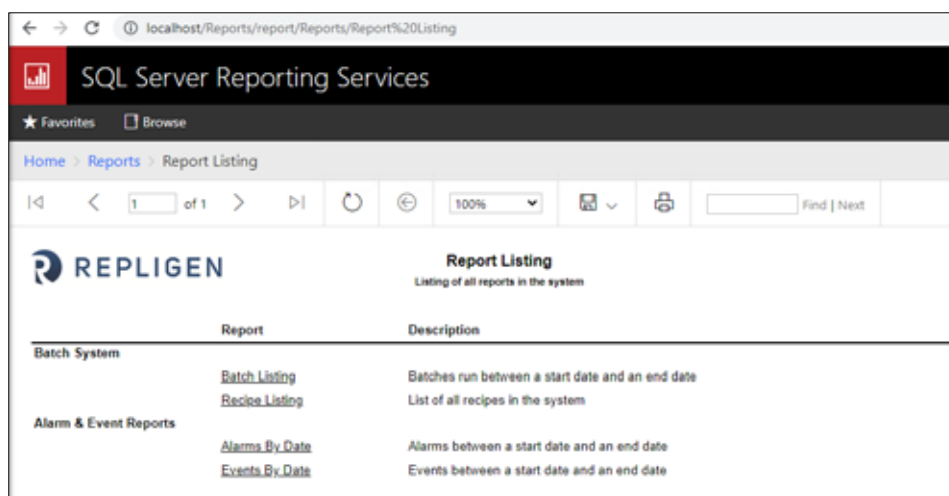 localhost/Reports/report/Reports/Report%20Listing
SQL Server Reporting Services
Favorites Browse
Home > Reports > Report Listing
1 of 1 100% Find | Next
REPLIGEN
Report Listing
Listing of all reports in the system
Report Description
Batch System
Batch Listing Batches run between a start date and an end date
Recipe Listing List of all recipes in the system
Alarm & Event Reports
Alarms By Date Alarms between a start date and an end date
Events By Date Events between a start date and an end date